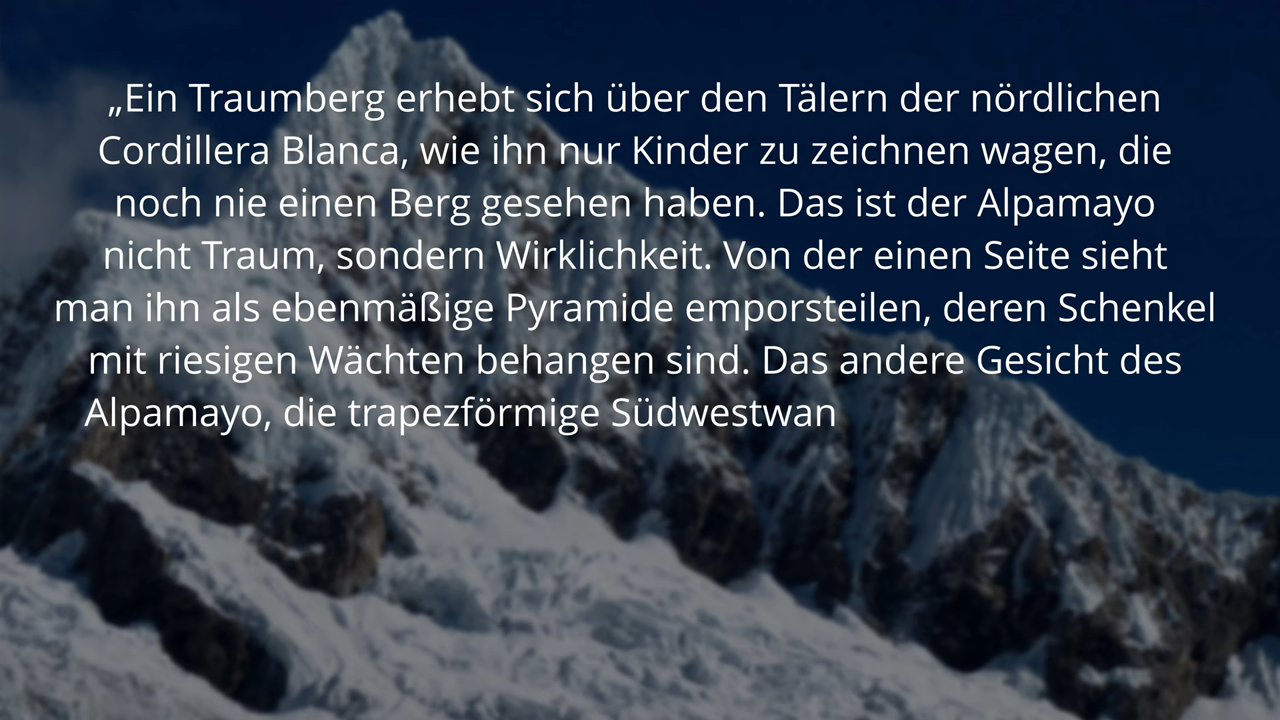 „Ein Traumberg erhebt sich über den Tälern der nördlichen
Cordillera Blanca, wie ihn nur Kinder zu zeichnen wagen, die
noch nie einen Berg gesehen haben. Das ist der Alpamayo
nicht Traum, sondern Wirklichkeit. Von der einen Seite sieht
man ihn als ebenmäßige Pyramide emporsteilen, deren Schenkel
mit riesigen Wächten behangen sind. Das andere Gesicht des
Alpamayo, die trapezförmige Südwestwan